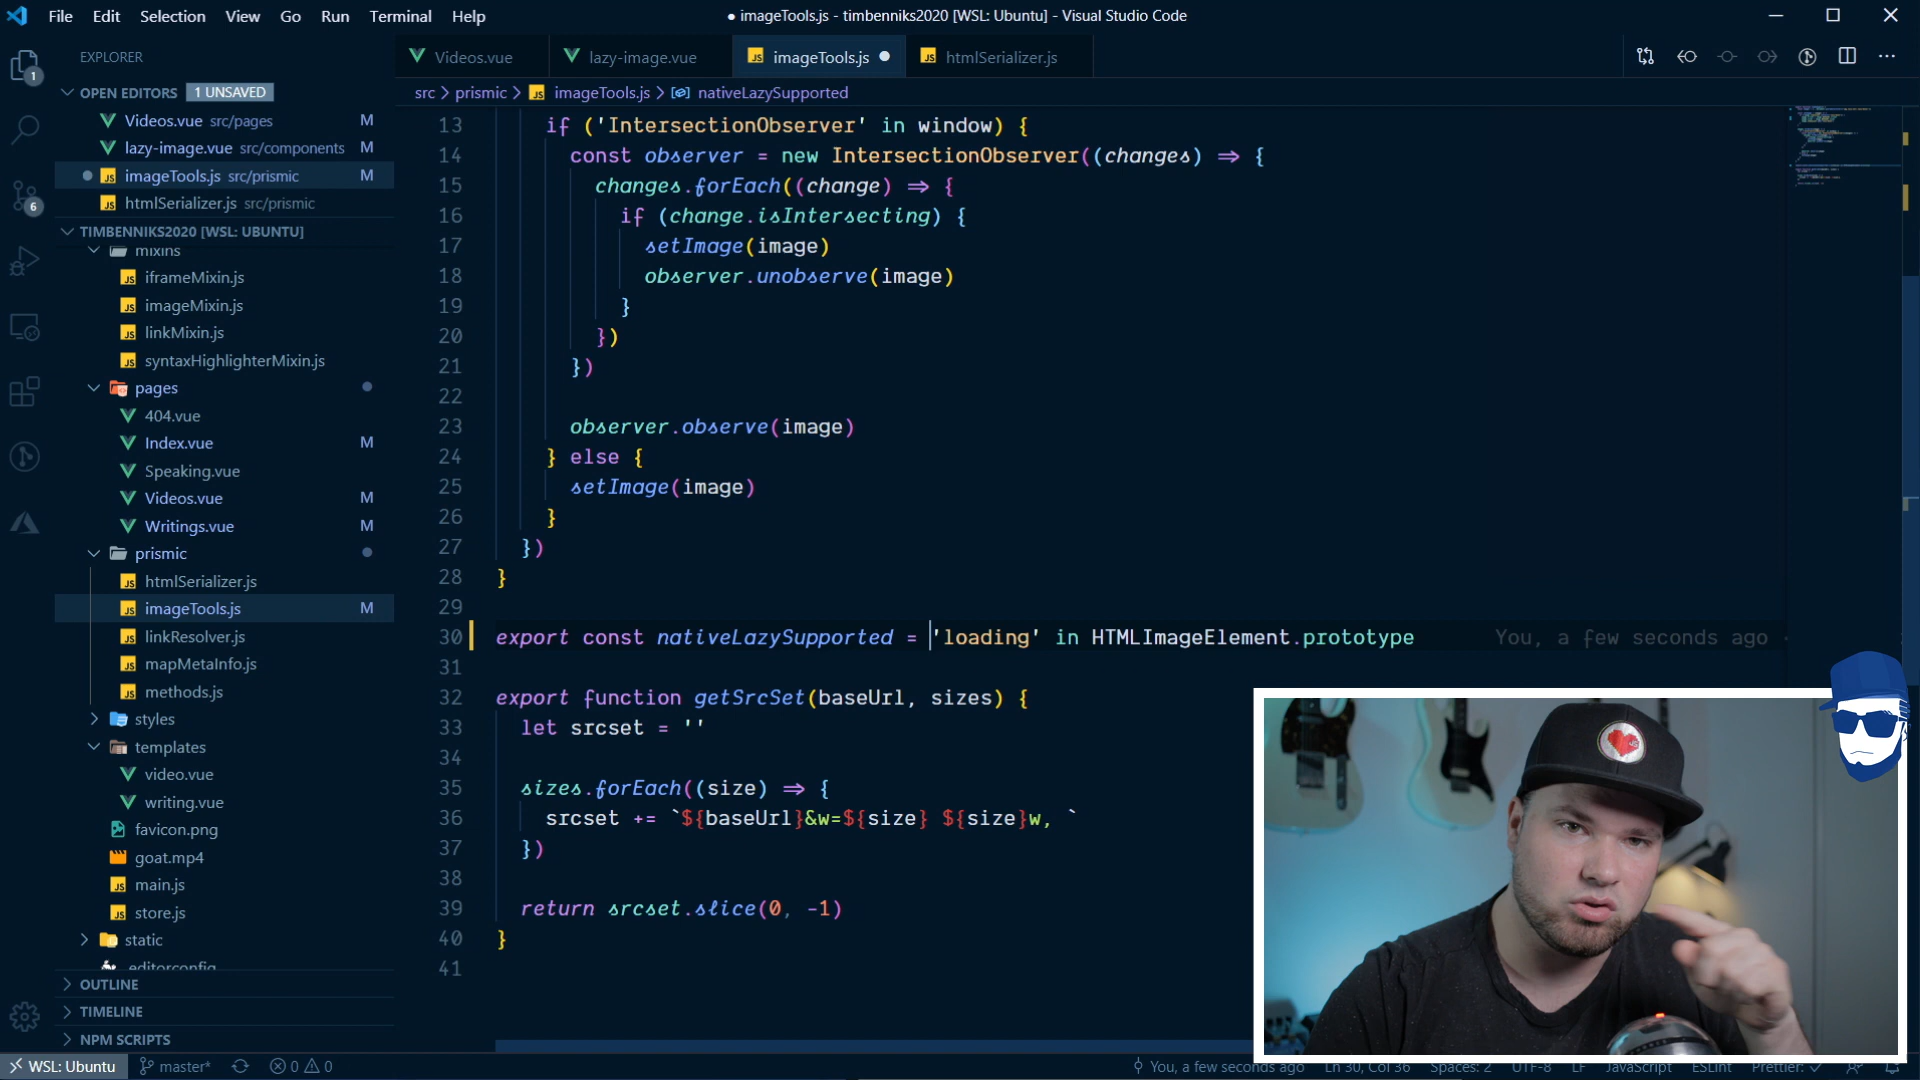 File Edit Selection View Go Run Terminal Help
● imageTools.js - timbenniks2020 [WSL: Ubuntu] - Visual Studio Code
EXPLORER
OPEN EDITORS 1 UNSAVED
Videos.vue src/pages M
lazy-image.vue src/components M
imageTools.js src/prismic M
htmlSerializer.js src/prismic
TIMBENNIKS2020 [WSL: UBUNTU]
mixins
iframeMixin.js
imageMixin.js
linkMixin.js
syntaxHighlighterMixin.js
pages
404.vue
Index.vue M
Speaking.vue
Videos.vue M
Writings.vue M
prismic
htmlSerializer.js
imageTools.js M
linkResolver.js
mapMetaInfo.js
methods.js
styles
templates
video.vue
writing.vue
favicon.png
goat.mp4
main.js
store.js
static
.editorconfig
OUTLINE
TIMELINE
NPM SCRIPTS
1
6
Videos.vue lazy-image.vue imageTools.js htmlSerializer.js
src > prismic > imageTools.js > nativeLazySupported
13 if ('IntersectionObserver' in window) {
14 const observer = new IntersectionObserver((changes) => {
15 changes.forEach((change) => {
16 if (change.isIntersecting) {
17 setImage(image)
18 observer.unobserve(image)
19 }
20 })
21 })
22
23 observer.observe(image)
24 } else {
25 setImage(image)
26 }
27 })
28 }
29
30 export const nativeLazySupported = 'loading' in HTMLImageElement.prototype You, a few seconds ago
31
32 export function getSrcSet(baseUrl, sizes) {
33 let srcset = ''
34
35 sizes.forEach((size) => {
36 srcset += `${baseUrl}&w=${size} ${size}w, `
37 })
38
39 return srcset.slice(0, -1)
40 }
41
WSL: Ubuntu master* 0 0 You, a few seconds ago Ln 30, Col 36 Spaces: 2 UTF-8 LF JavaScript ESLint Prettier: ✓